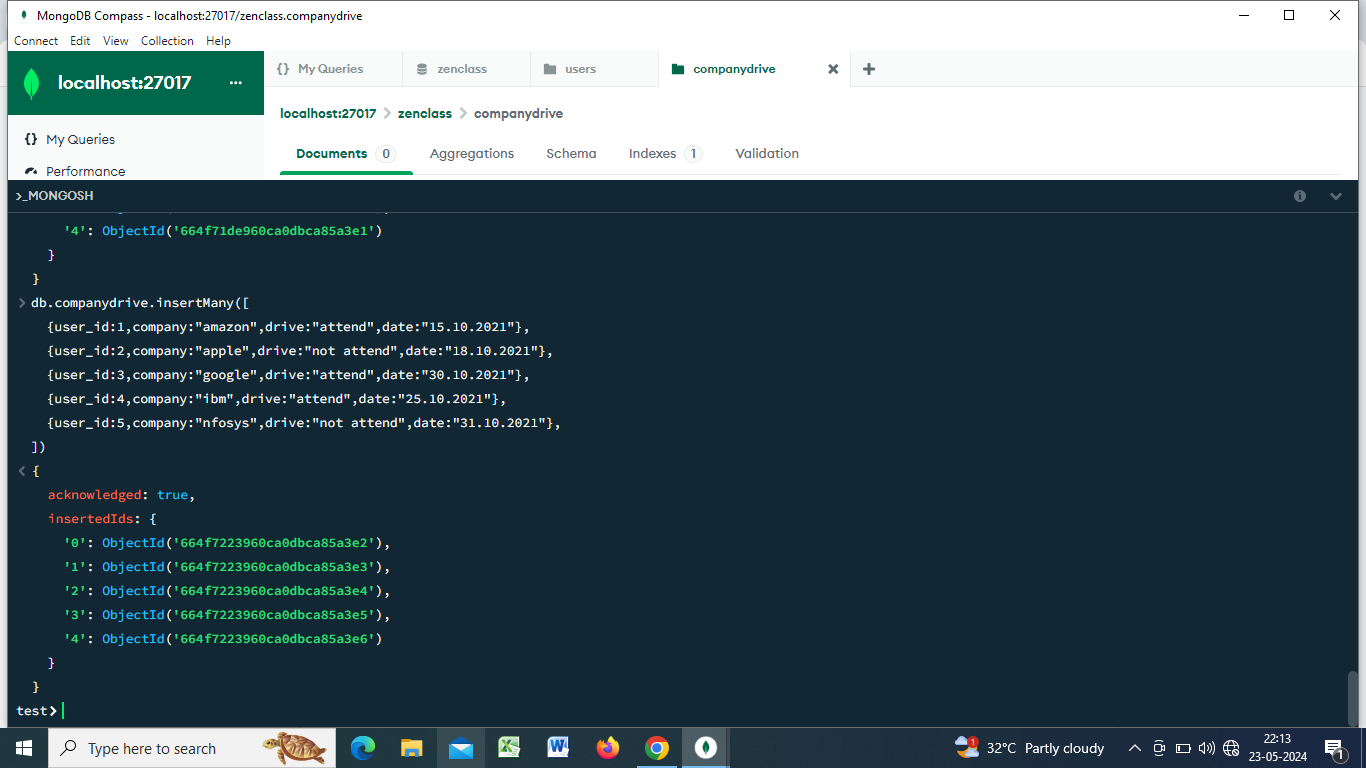 MongoDB Compass - localhost:27017/zenclass.companydrive
Connect Edit View Collection Help
localhost:27017 ...
{} My Queries
Performance
{} My Queries zenclass users companydrive
localhost:27017 > zenclass > companydrive
Documents 0 Aggregations Schema Indexes 1 Validation
>_MONGOSH
'4': ObjectId('664f71de960ca0dbca85a3e1')
}
}
> db.companydrive.insertMany([
{user_id:1,company:"amazon",drive:"attend",date:"15.10.2021"},
{user_id:2,company:"apple",drive:"not attend",date:"18.10.2021"},
{user_id:3,company:"google",drive:"attend",date:"30.10.2021"},
{user_id:4,company:"ibm",drive:"attend",date:"25.10.2021"},
{user_id:5,company:"nfosys",drive:"not attend",date:"31.10.2021"},
])
< {
acknowledged: true,
insertedIds: {
'0': ObjectId('664f7223960ca0dbca85a3e2'),
'1': ObjectId('664f7223960ca0dbca85a3e3'),
'2': ObjectId('664f7223960ca0dbca85a3e4'),
'3': ObjectId('664f7223960ca0dbca85a3e5'),
'4': ObjectId('664f7223960ca0dbca85a3e6')
}
}
test>
Type here to search
1
32°C Partly cloudy
22:13
23-05-2024
1